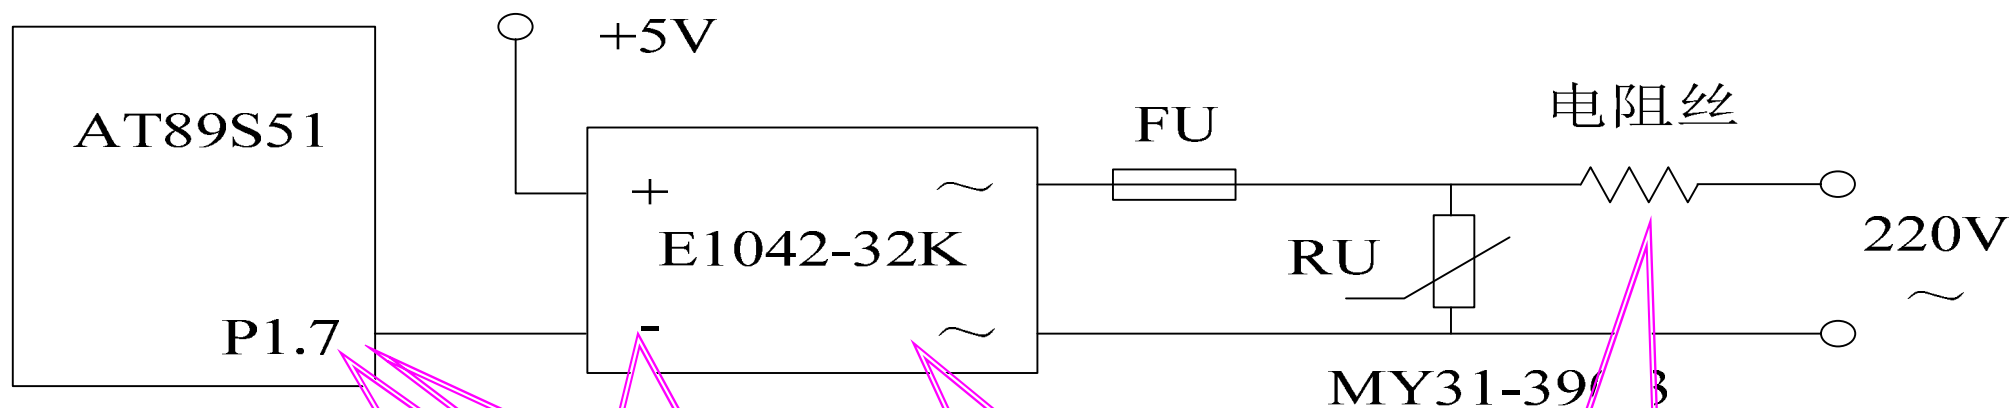 +5V
AT89S51
FU
电阻丝
+
~
E1042-32K
RU
220V
~
P1.7
-
~